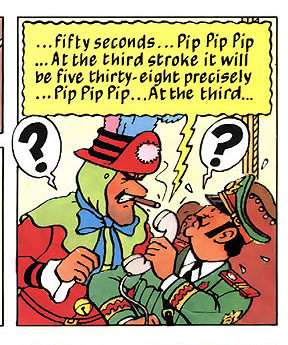 ...fifty seconds...Pip Pip Pip
...At the third stroke it will
be five thirty-eight precisely
...Pip Pip Pip...At the third...
?
?